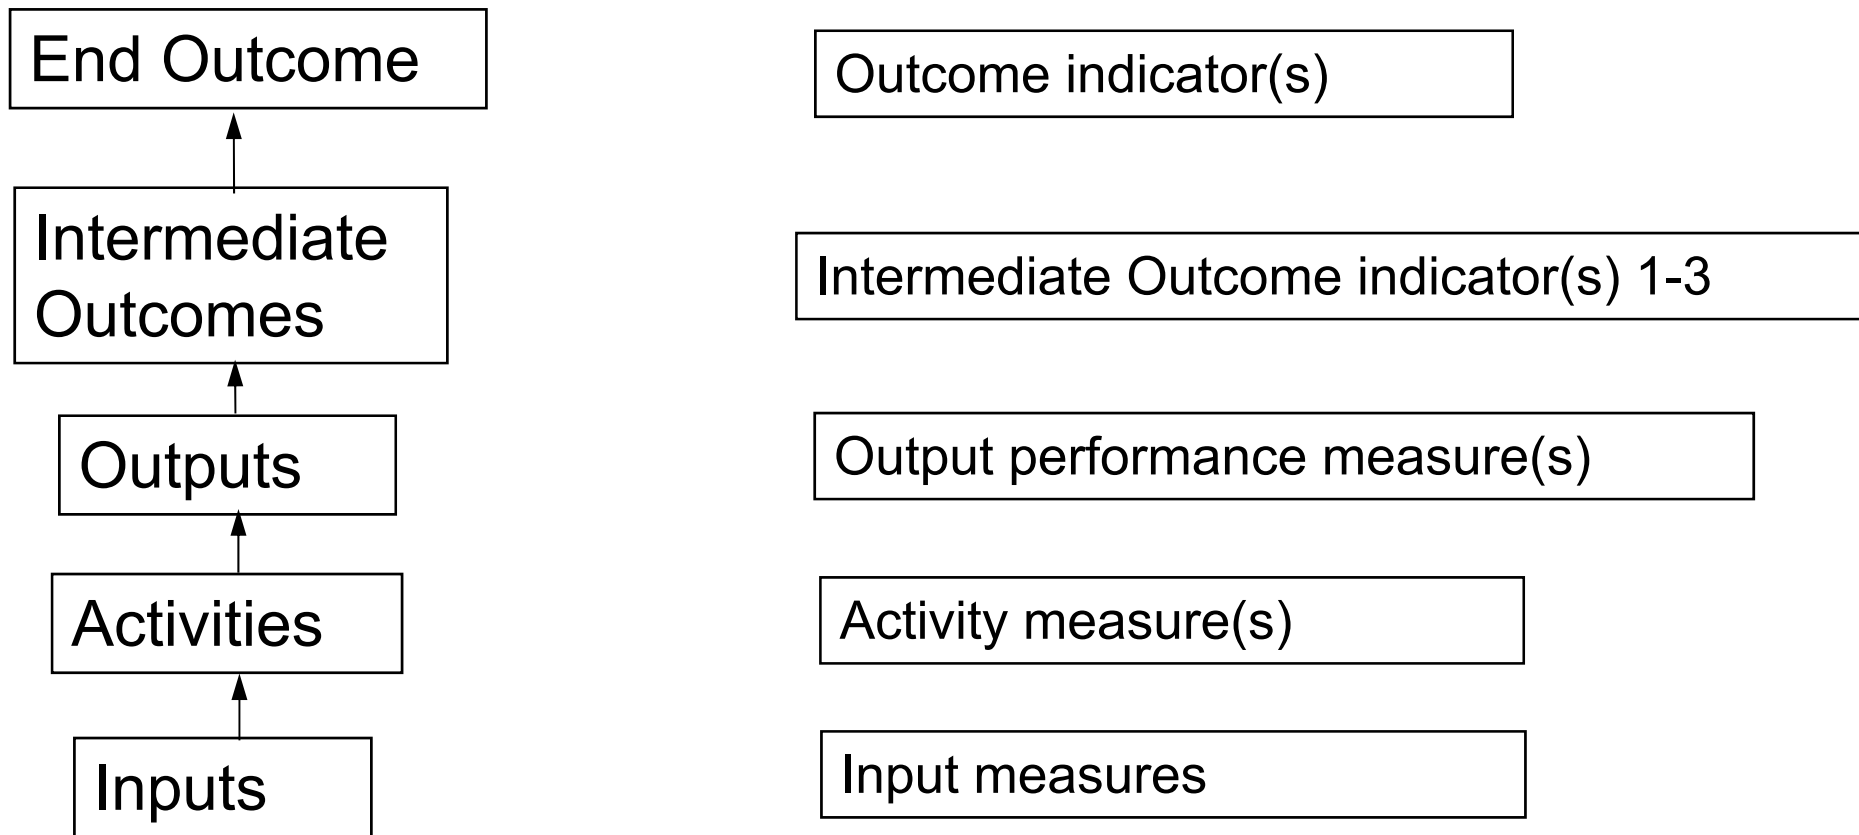 End Outcome
Outcome indicator(s)
Intermediate
Outcomes
Intermediate Outcome indicator(s) 1-3
Outputs
Output performance measure(s)
Activities
Activity measure(s)
Inputs
Input measures